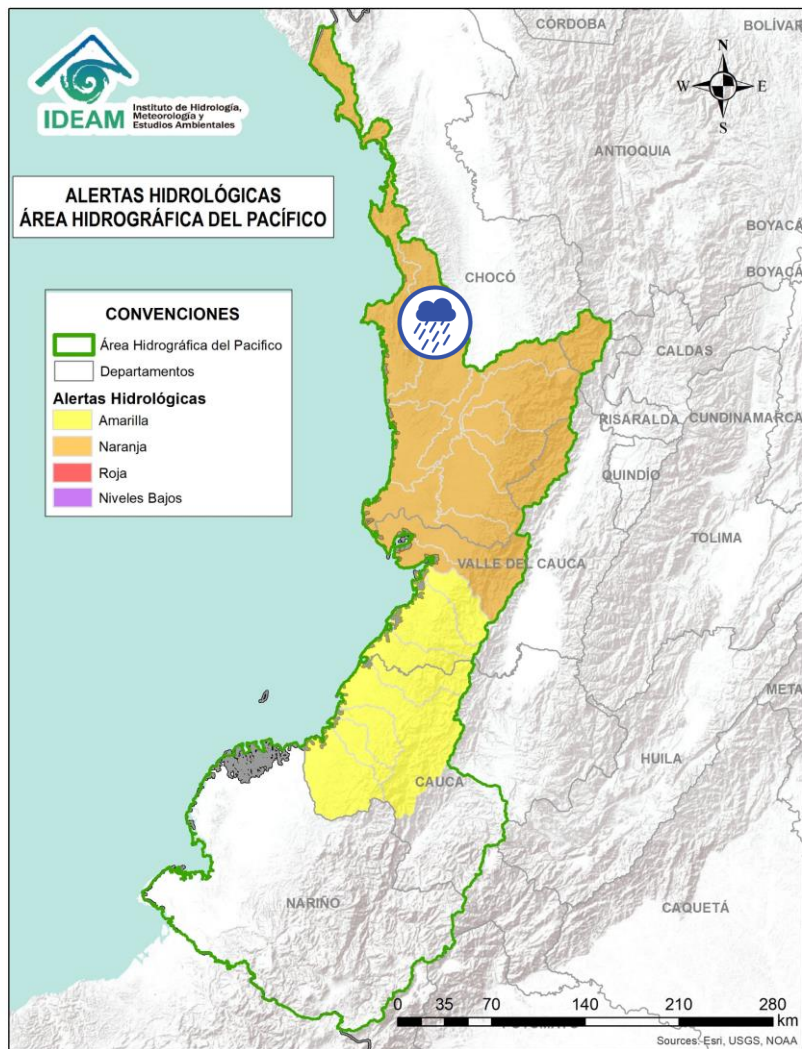 IDEAM
Instituto de Hidrología,
Meteorología y
Estudios Ambientales
ALERTAS HIDROLÓGICAS
ÁREA HIDROGRÁFICA DEL PACÍFICO
CONVENCIONES
Área Hidrográfica del Pacifico
Departamentos
Alertas Hidrológicas
Amarilla
Naranja
Roja
Niveles Bajos
CÓRDOBA
BOLÍVAR
N
W
E
S
ANTIOQUIA
BOYACÁ
BOYACÁ
CHOCÓ
CALDAS
RISARALDA
CUNDINAMARCA
QUINDÍO
TOLIMA
VALLE DEL CAUCA
META
HUILA
CAUCA
NARIÑO
CAQUETÁ
0 35 70 140 210 280
km
Sources: Esri, USGS, NOAA